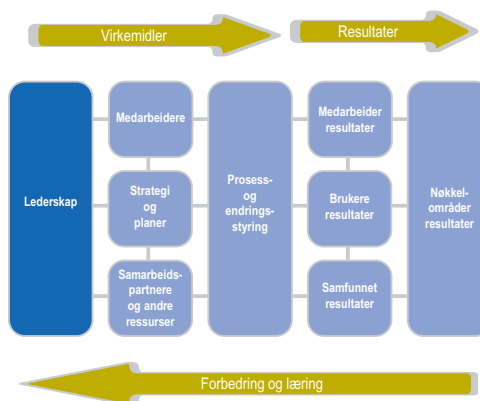 Virkemidler
Resultater
Lederskap
Medarbeidere
Strategi
og
planer
Samarbeids-
partnere
og andre
ressurser
Prosess-
og
endrings-
styring
Medarbeider
resultater
Brukere
resultater
Samfunnet
resultater
Nøkkel-
områder
resultater
Forbedring og læring